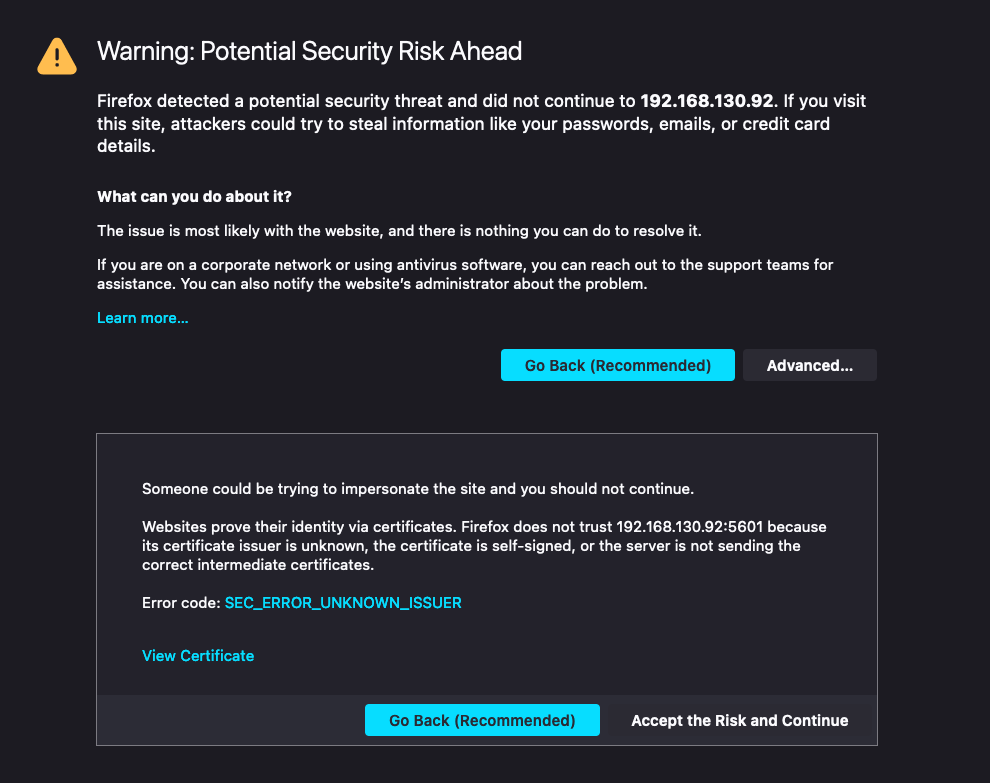 Warning: Potential Security Risk Ahead
Firefox detected a potential security threat and did not continue to 192.168.130.92. If you visit
this site, attackers could try to steal information like your passwords, emails, or credit card
details.
What can you do about it?
The issue is most likely with the website, and there is nothing you can do to resolve it.
If you are on a corporate network or using antivirus software, you can reach out to the support teams for
assistance. You can also notify the website’s administrator about the problem.
Learn more...
Go Back (Recommended) Advanced...
Someone could be trying to impersonate the site and you should not continue.
Websites prove their identity via certificates. Firefox does not trust 192.168.130.92:5601 because
its certificate issuer is unknown, the certificate is self-signed, or the server is not sending the
correct intermediate certificates.
Error code: SEC_ERROR_UNKNOWN_ISSUER
View Certificate
Go Back (Recommended) Accept the Risk and Continue